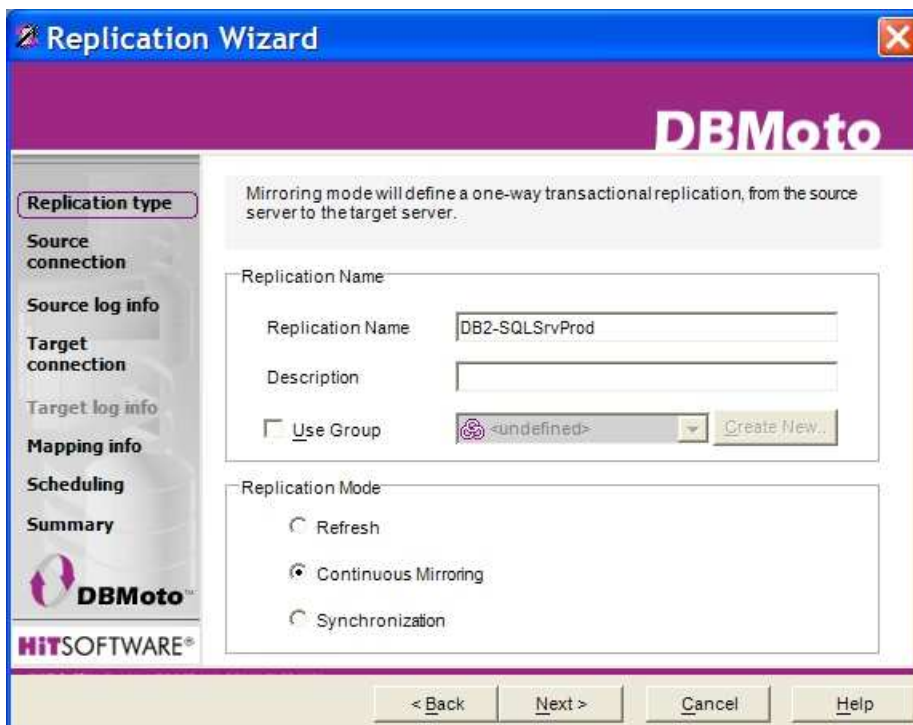 Replication Wizard
DBMoto
Replication type
Source
connection
Source log info
Target
connection
Target log info
Mapping info
Scheduling
Summary
DBMoto™
HiTSOFTWARE®
Mirroring mode will define a one-way transactional replication, from the source
server to the target server.
Replication Name
Replication Name DB2-SQLSrvProd
Description
Use Group <undefined> Create New..
Replication Mode
Refresh
Continuous Mirroring
Synchronization
< Back Next > Cancel Help